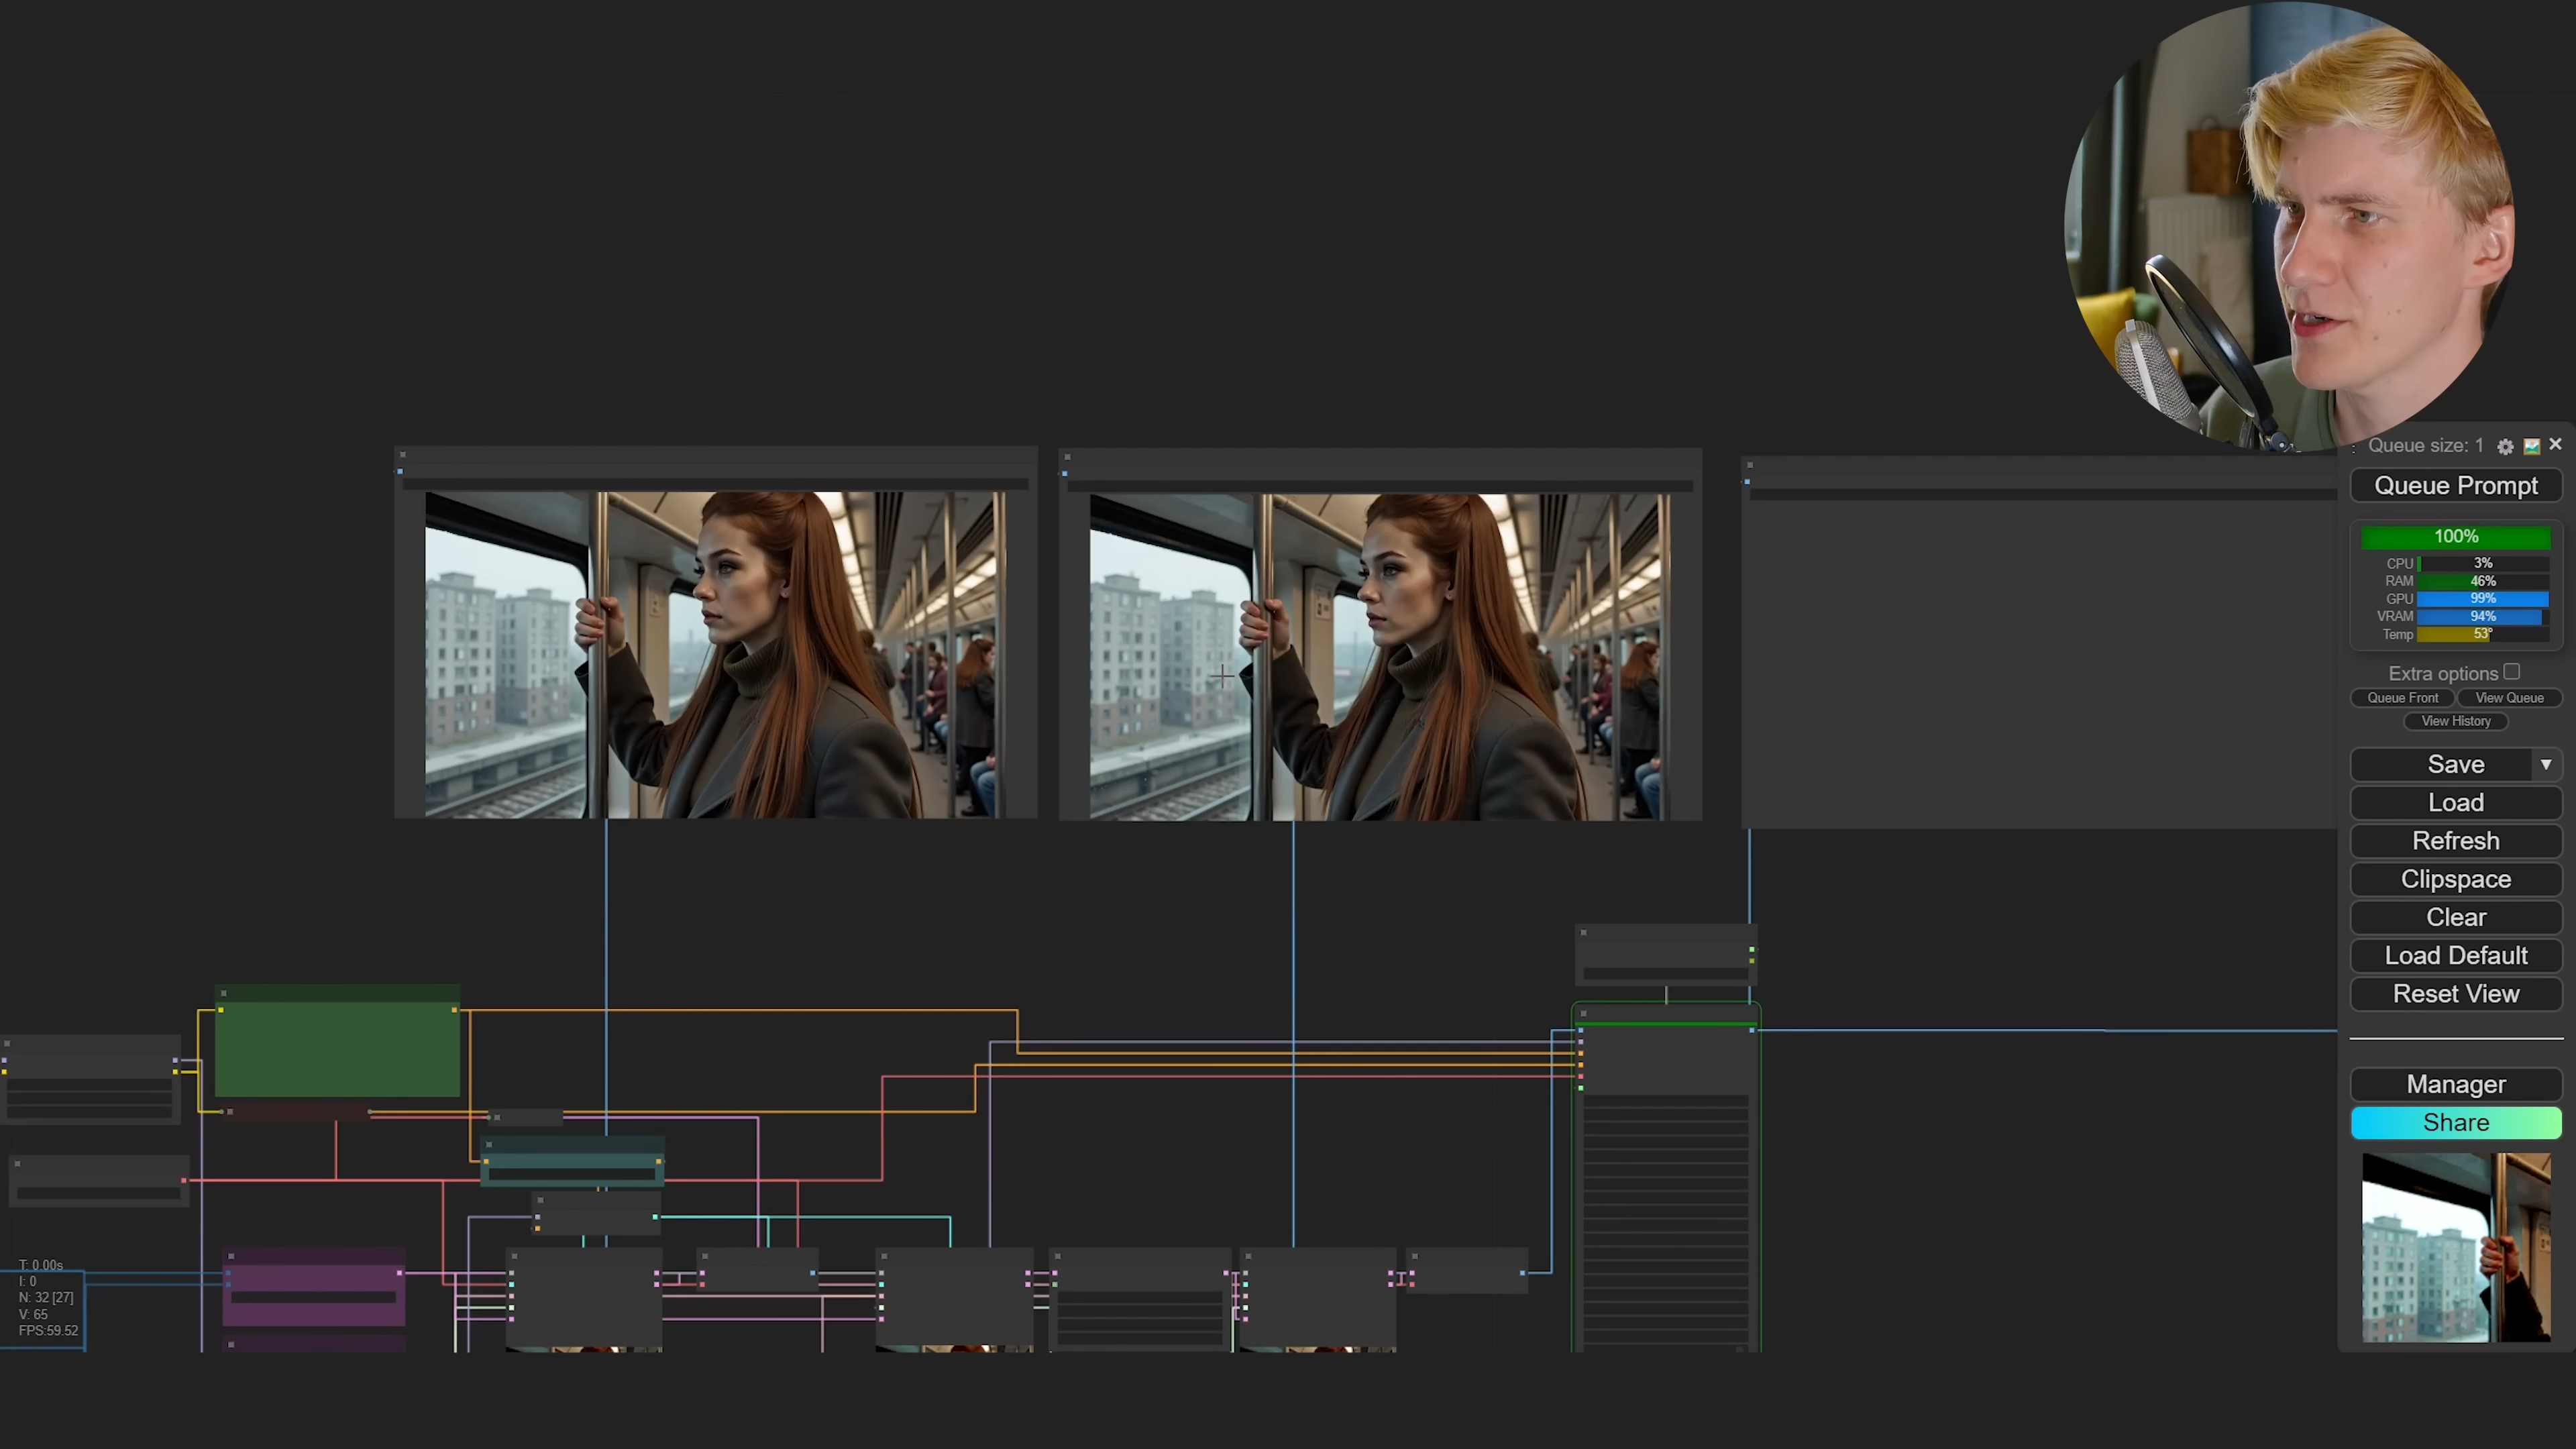 Queue size: 1
Queue Prompt
100%
CPU 3%
RAM 46%
GPU 99%
VRAM 94%
Temp 53°
Extra options
Queue Front View Queue
View History
Save ▼
Load
Refresh
Clipspace
Clear
Load Default
Reset View
Manager
Share
T: 0.00s
I: 0
N: 32 [27]
V: 65
FPS:59.52